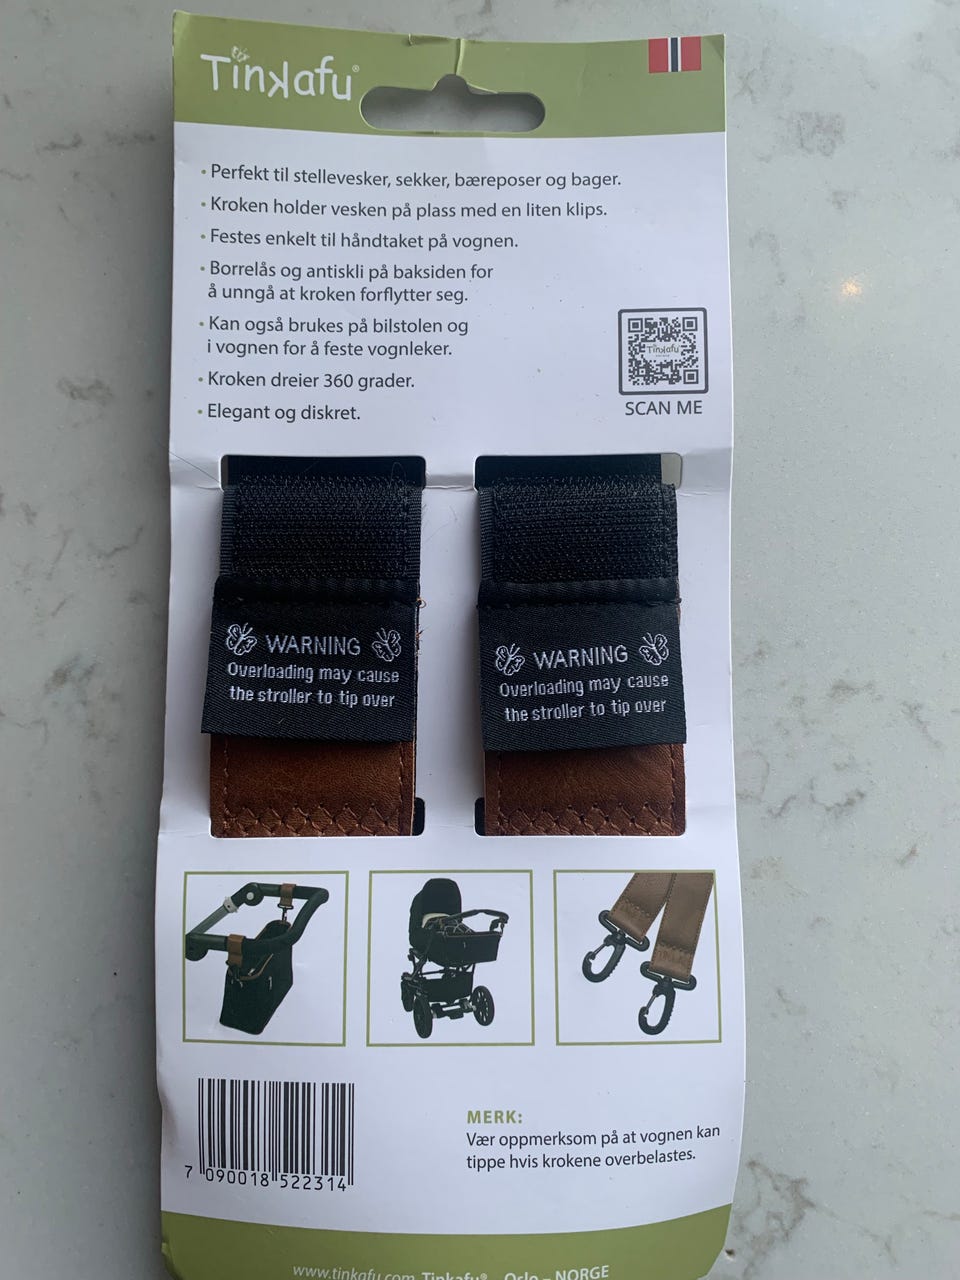 Tinkafu®
• Perfekt til stellevesker, sekker, bæreposer og bager.
• Kroken holder vesken på plass med en liten klips.
• Festes enkelt til håndtaket på vognen.
• Borrelås og antiskli på baksiden for
å unngå at kroken forflytter seg.
• Kan også brukes på bilstolen og
i vognen for å feste vognleker.
• Kroken dreier 360 grader.
• Elegant og diskret.
Tinkafu
SCAN ME
WARNING
Overloading may cause
the stroller to tip over
WARNING
Overloading may cause
the stroller to tip over
7 090018 522314
MERK:
Vær oppmerksom på at vognen kan
tippe hvis krokene overbelastes.
www.tinkafu.com Tinkafu® Oslo – NORGE